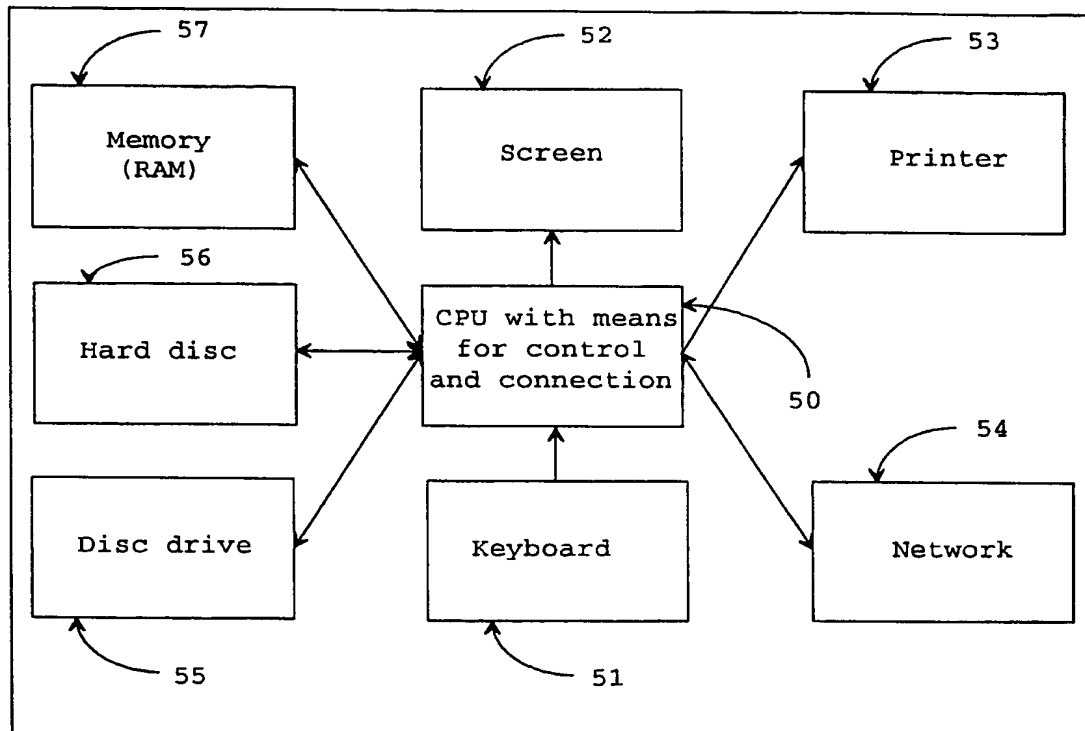 57
52
53
Memory
(RAM)
Screen
Printer
56
Hard disc
CPU with means
for control
and connection
50
54
Disc drive
Keyboard
Network
55
51